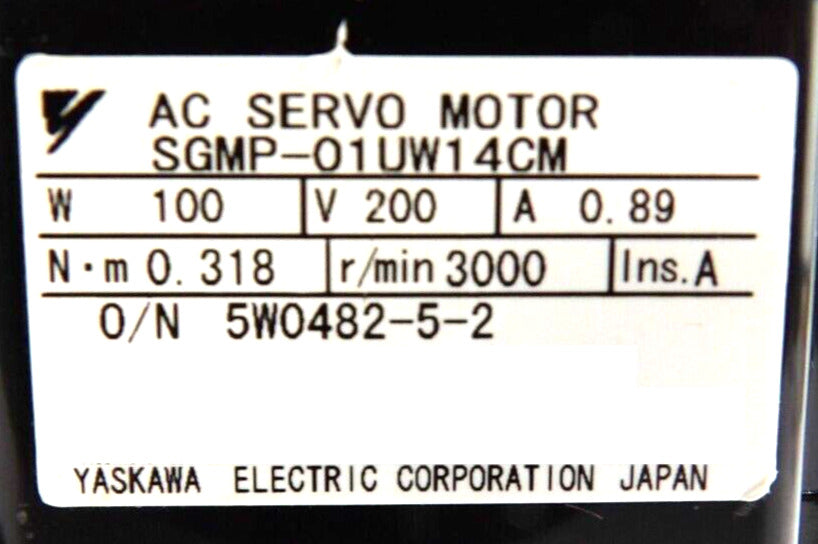 AC SERVO MOTOR
SGMP-01UW14CM
W 100 V 200 A 0.89
N·m 0.318 r/min 3000 Ins.A
O/N 5W0482-5-2
YASKAWA ELECTRIC CORPORATION JAPAN